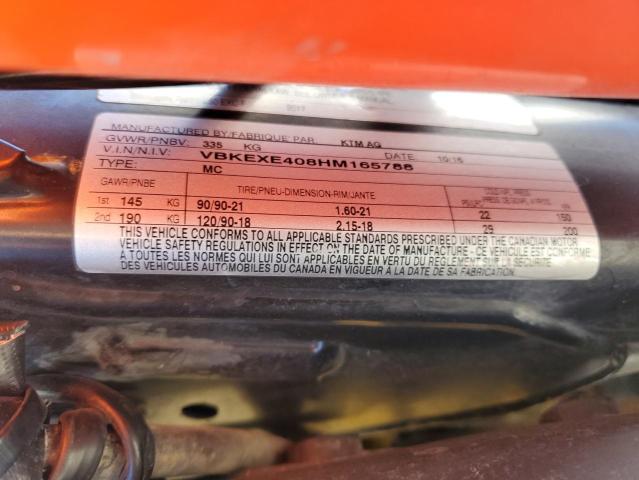 MANUFACTURED BY/FABRIQUÉ PAR. KTM AG
GVWR/PNBV: 335 KG DATE: 10/16
V.I.N/N.I.V: VBKEXE408HM165788
TYPE: MC
GAWR/PNBE TIRE/PNEU-DIMENSION-RIM/JANTE
1st 145 KG 90/90-21 1.60-21 22 150
2nd 190 KG 120/90-18 2.15-18 29 200
THIS VEHICLE CONFORMS TO ALL APPLICABLE STANDARDS PRESCRIBED UNDER THE CANADIAN MOTOR
VEHICLE SAFETY REGULATIONS IN EFFECT ON THE DATE OF MANUFACTURE. CE VEHICULE EST CONFORME
A TOUTES LES NORMES QUI LUI SONT APPLICABLES EN VERTU DU REGLEMENT SUR LA SECURITE
DES VEHICULES AUTOMOBILES DU CANADA EN VIGUEUR A LA DATE DE SA FABRICATION.